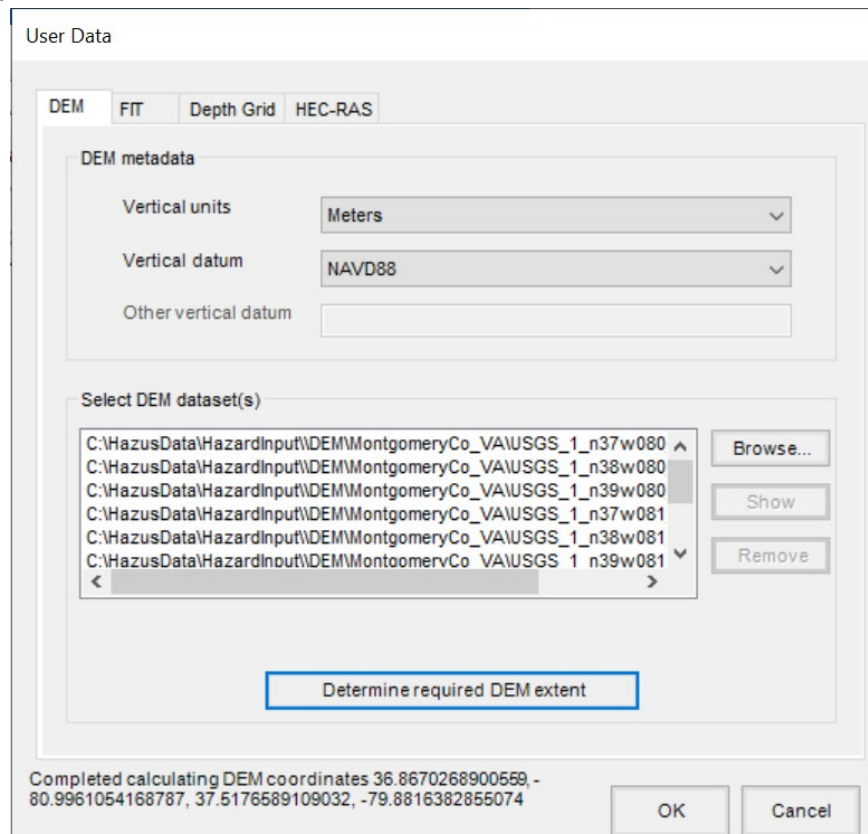 User Data
DEM FIT Depth Grid HEC-RAS
DEM metadata
Vertical units Meters
Vertical datum NAVD88
Other vertical datum
Select DEM dataset(s)
C:\HazusData\HazardInput\\DEM\MontgomeryCo_VA\USGS_1_n37w080
C:\HazusData\HazardInput\\DEM\MontgomeryCo_VA\USGS_1_n38w080
C:\HazusData\HazardInput\\DEM\MontgomeryCo_VA\USGS_1_n39w080
C:\HazusData\HazardInput\\DEM\MontgomeryCo_VA\USGS_1_n37w081
C:\HazusData\HazardInput\\DEM\MontgomeryCo_VA\USGS_1_n38w081
C:\HazusData\HazardInput\\DEM\MontgomeryCo_VA\USGS_1_n39w081
Browse...
Show
Remove
Determine required DEM extent
Completed calculating DEM coordinates 36.8670268900559, -
80.9961054168787, 37.5176589109032, -79.8816382855074
OK Cancel